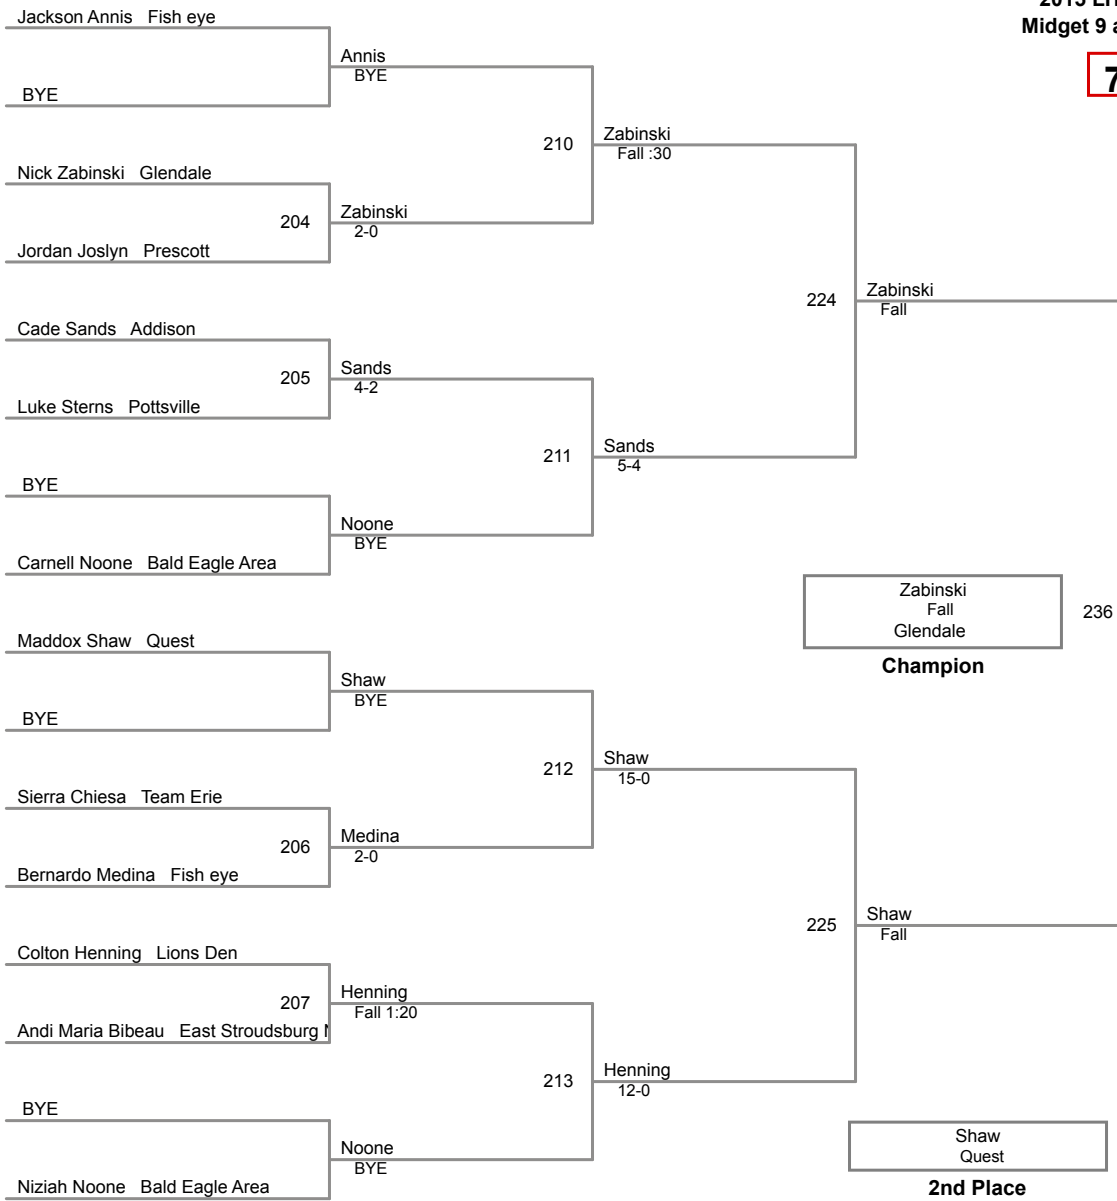 2015
Midget 9
7
Jackson Annis Fish eye
BYE
Nick Zabinski Glendale
Jordan Joslyn Prescott
Cade Sands Addison
Luke Sterns Pottsville
BYE
Carnell Noone Bald Eagle Area
Maddox Shaw Quest
BYE
Sierra Chiesa Team Erie
Bernardo Medina Fish eye
Colton Henning Lions Den
Andi Maria Bibeau East Stroudsburg
BYE
Niziah Noone Bald Eagle Area
Annis
BYE
204
Zabinski
2-0
205
Sands
4-2
Noone
BYE
Shaw
BYE
206
Medina
2-0
207
Henning
Fall 1:20
Noone
BYE
210
Zabinski
Fall :30
211
Sands
5-4
212
Shaw
15-0
213
Henning
12-0
224
Zabinski
Fall
225
Shaw
Fall
Zabinski
Fall
Glendale
236
Champion
Shaw
Quest
2nd Place